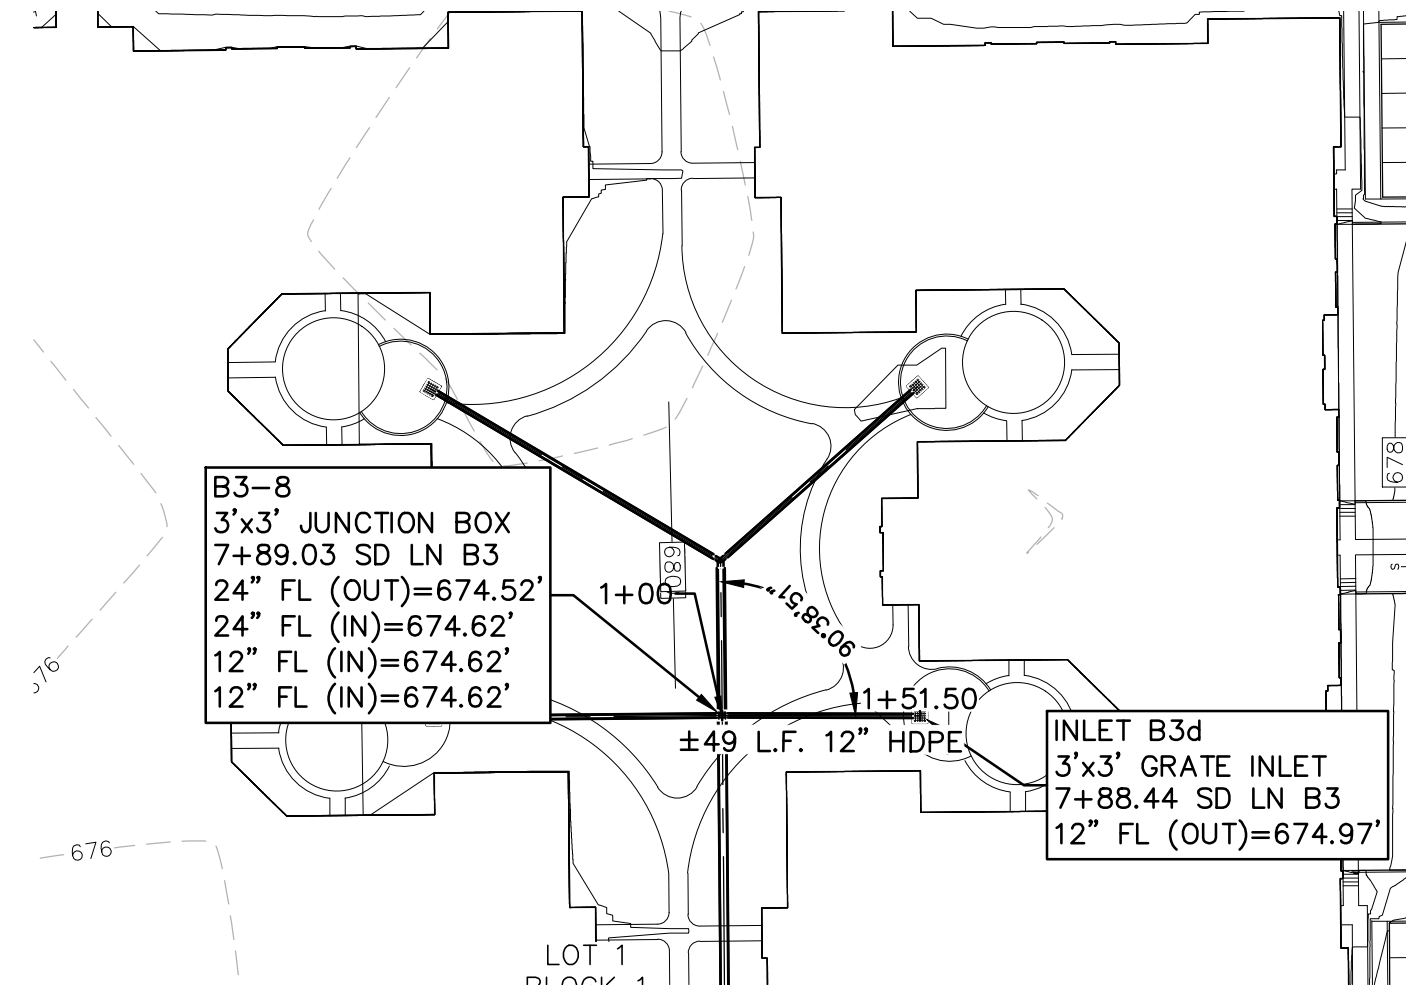 678
B3-8
3'x3' JUNCTION BOX
7+89.03 SD LN B3
24" FL (OUT)=674.52'
24" FL (IN)=674.62'
12" FL (IN)=674.62'
12" FL (IN)=674.62'
680
1+00
90°38'51"
1+51.50
±49 L.F. 12" HDPE
INLET B3d
3'x3' GRATE INLET
7+88.44 SD LN B3
12" FL (OUT)=674.97'
676
LOT 1
BLOCK 1